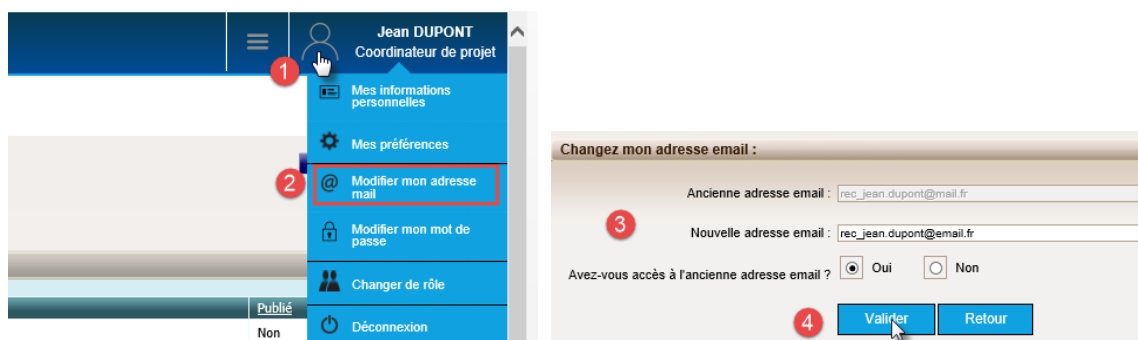 Jean DUPONT
Coordinateur de projet
1
Mes informations
personnelles
Mes préférences
2
@ Modifier mon adresse
mail
Modifier mon mot de
passe
Changer de rôle
Publié
Non
Déconnexion
Changez mon adresse email :
Ancienne adresse email : rec_jean.dupont@mail.fr
3
Nouvelle adresse email : rec_jean.dupont@email.fr
Avez-vous accès à l'ancienne adresse email ? Oui Non
4
Valider Retour